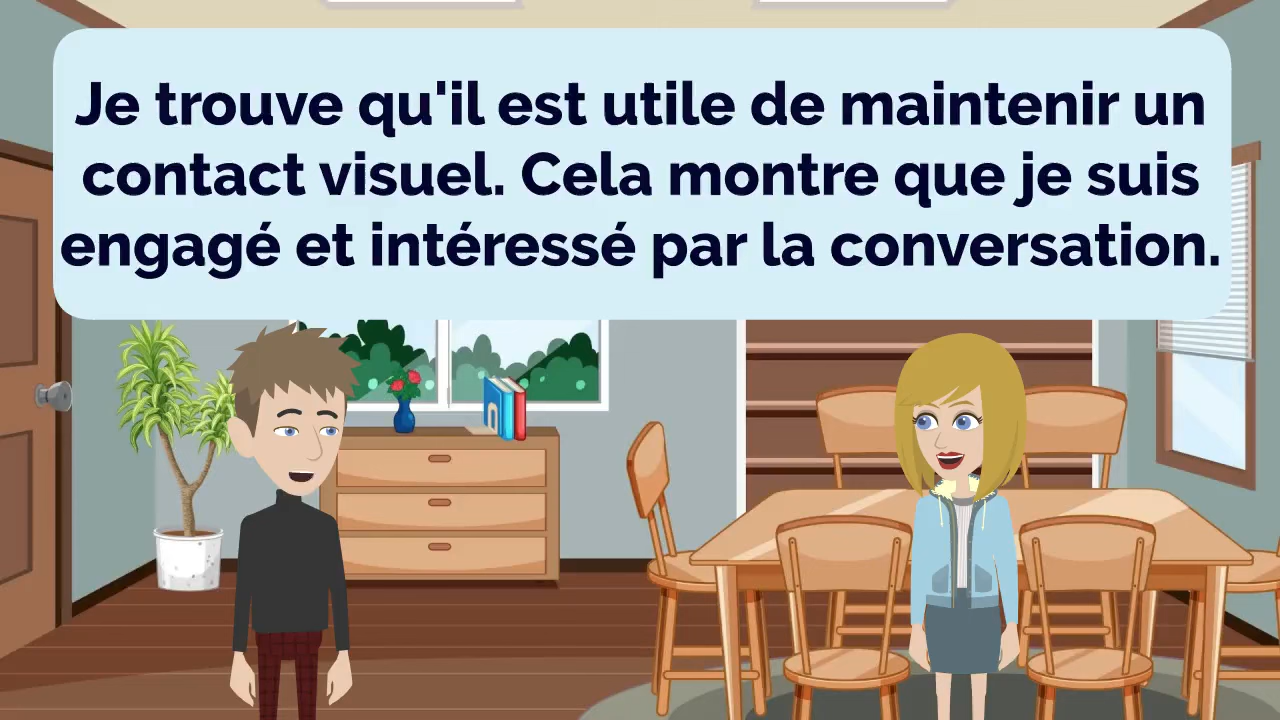 Je trouve qu'il est utile de maintenir un
contact visuel. Cela montre que je suis
engagé et intéressé par la conversation.